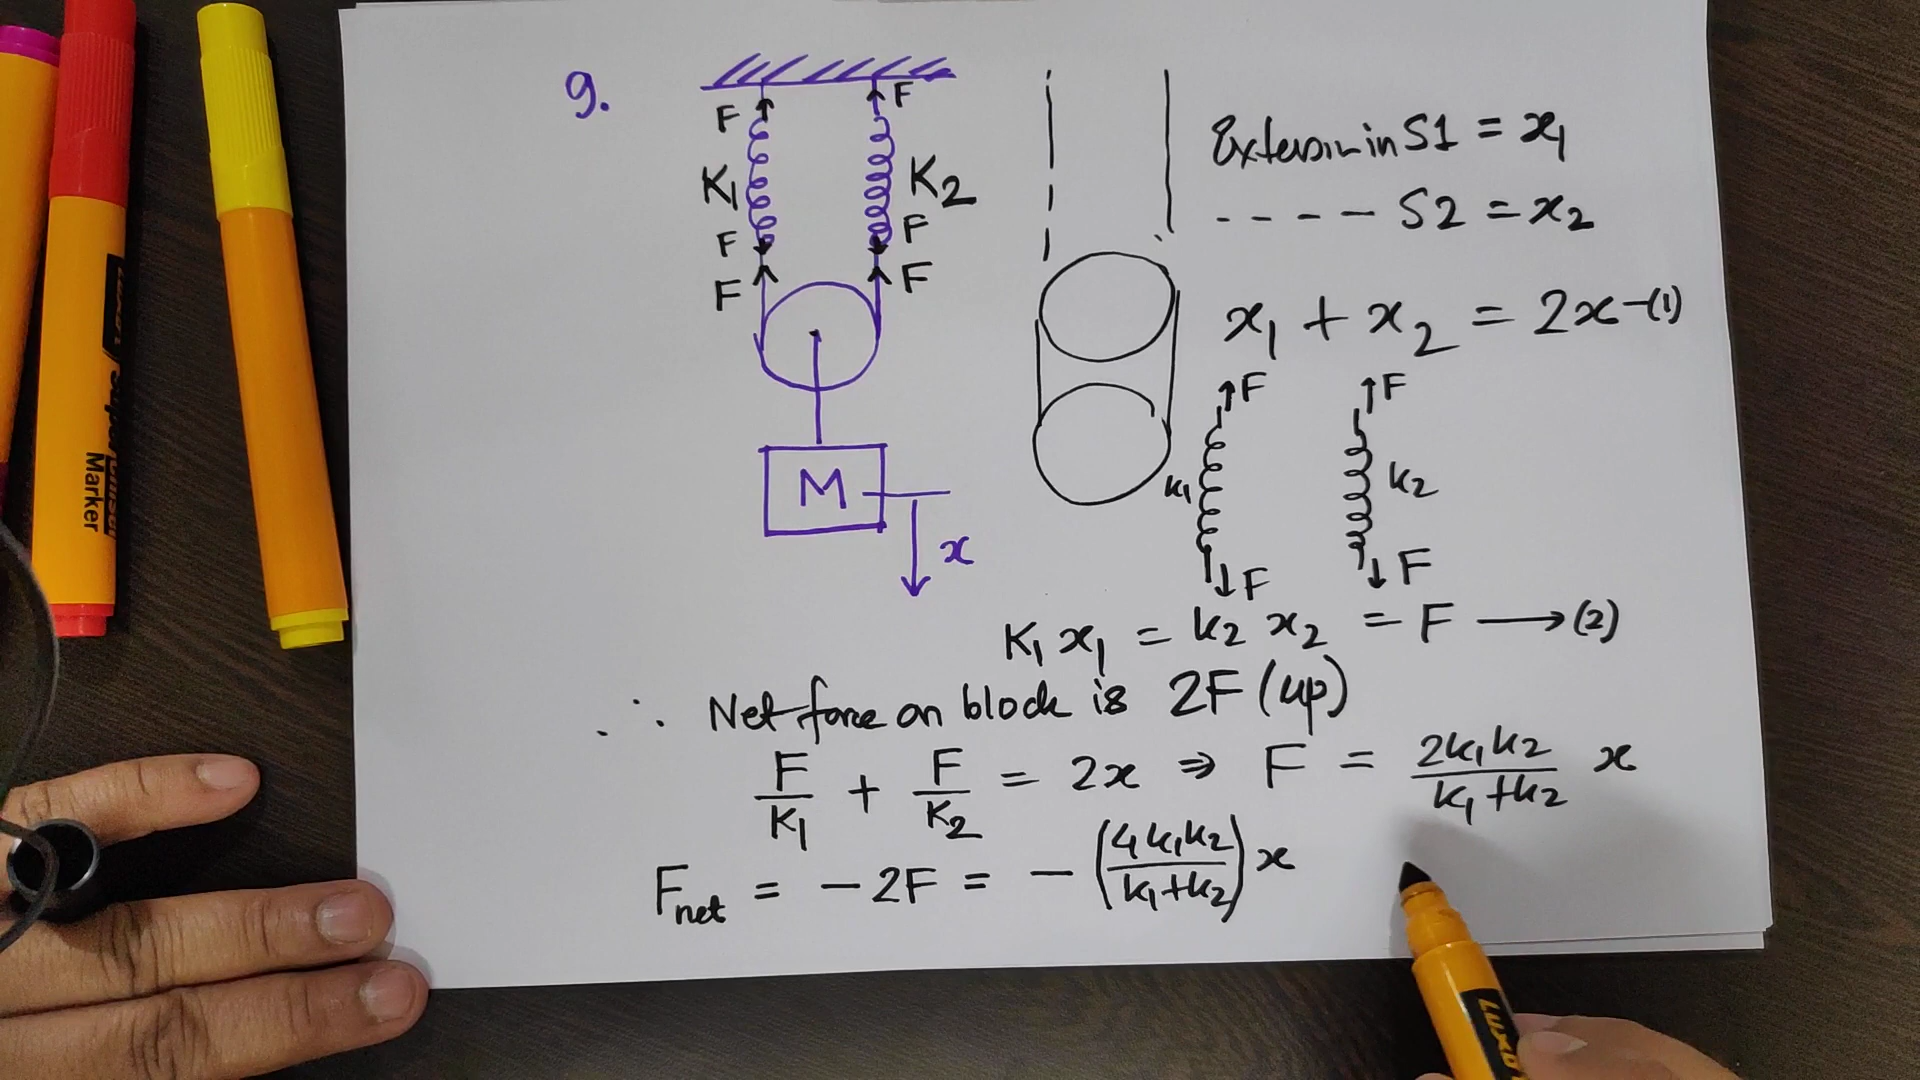 9.
F F
K1 K2
F F
F F
M
x
Extension in S1 = x1
---- S2 = x2
x1 + x2 = 2x -(1)
F F
k1 k2
F F
K1 x1 = k2 x2 = F ⟶ (2)
∴ Net force on block is 2F (up)
F/K1 + F/K2 = 2x ⇒ F = 2k1k2/(k1+k2) x
Fnet = -2F = -(4k1k2/(k1+k2)) x
Marker